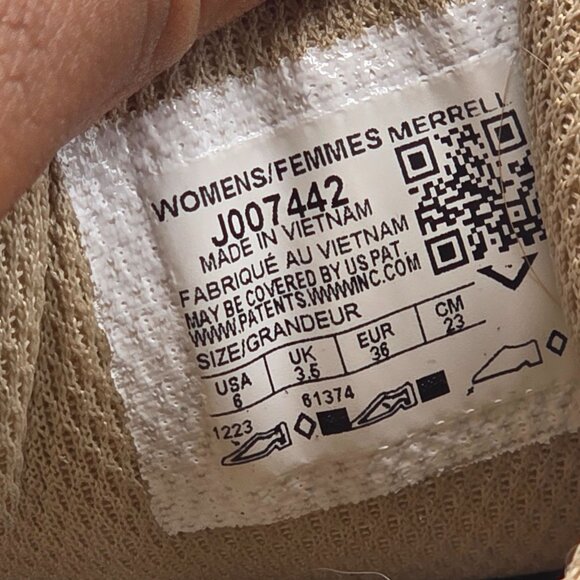 WOMENS/FEMMES MERRELL
J007442
MADE IN VIETNAM
FABRIQUÉ AU VIETNAM
MAY BE COVERED BY US PAT.
WWW.PATENTS.WWWINC.COM
SIZE/GRANDEUR
USA UK EUR CM
6 3.5 36 23
61374
1223